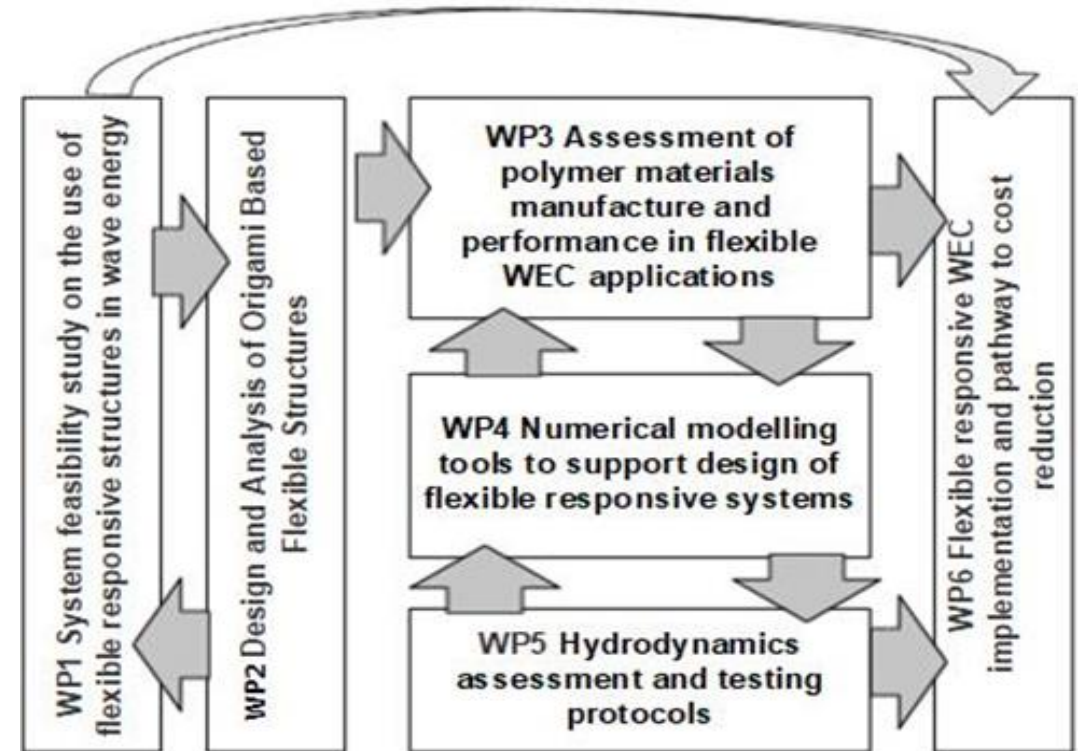 WP1 System feasibility study on the use of
flexible responsive structures in wave energy
WP2 Design and Analysis of Origami Based
Flexible Structures
WP3 Assessment of
polymer materials
manufacture and
performance in flexible
WEC applications
WP4 Numerical modelling
tools to support design of
flexible responsive systems
WP5 Hydrodynamics
assessment and testing
protocols
WP6 Flexible responsive WEC
implementation and pathway to cost
reduction